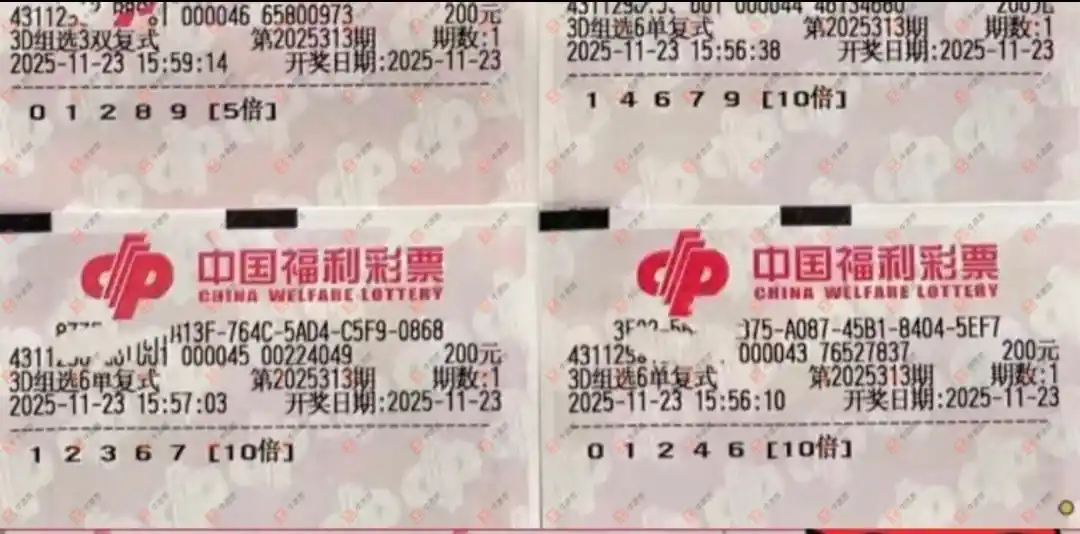 000046 65800973 200元
3D组选3双复式 第2025313期 期数:1
2025-11-23 15:59:14 开奖日期:2025-11-23
0 1 2 8 9 [5倍]
000044 200元
3D组选6单复式 第2025313期 期数:1
2025-11-23 15:56:38 开奖日期:2025-11-23
1 4 6 7 9 [10倍]
中国福利彩票
CHINA WELFARE LOTTERY
13F-764C-5AD4-C5F9-0868
000045 00224049 200元
3D组选6单复式 第2025313期 期数:1
2025-11-23 15:57:03 开奖日期:2025-11-23
1 2 3 6 7 [10倍]
中国福利彩票
CHINA WELFARE LOTTERY
75-A087-45B1-8404-5EF7
000043 76527837 200元
3D组选6单复式 第2025313期 期数:1
2025-11-23 15:56:10 开奖日期:2025-11-23
0 1 2 4 6 [10倍]